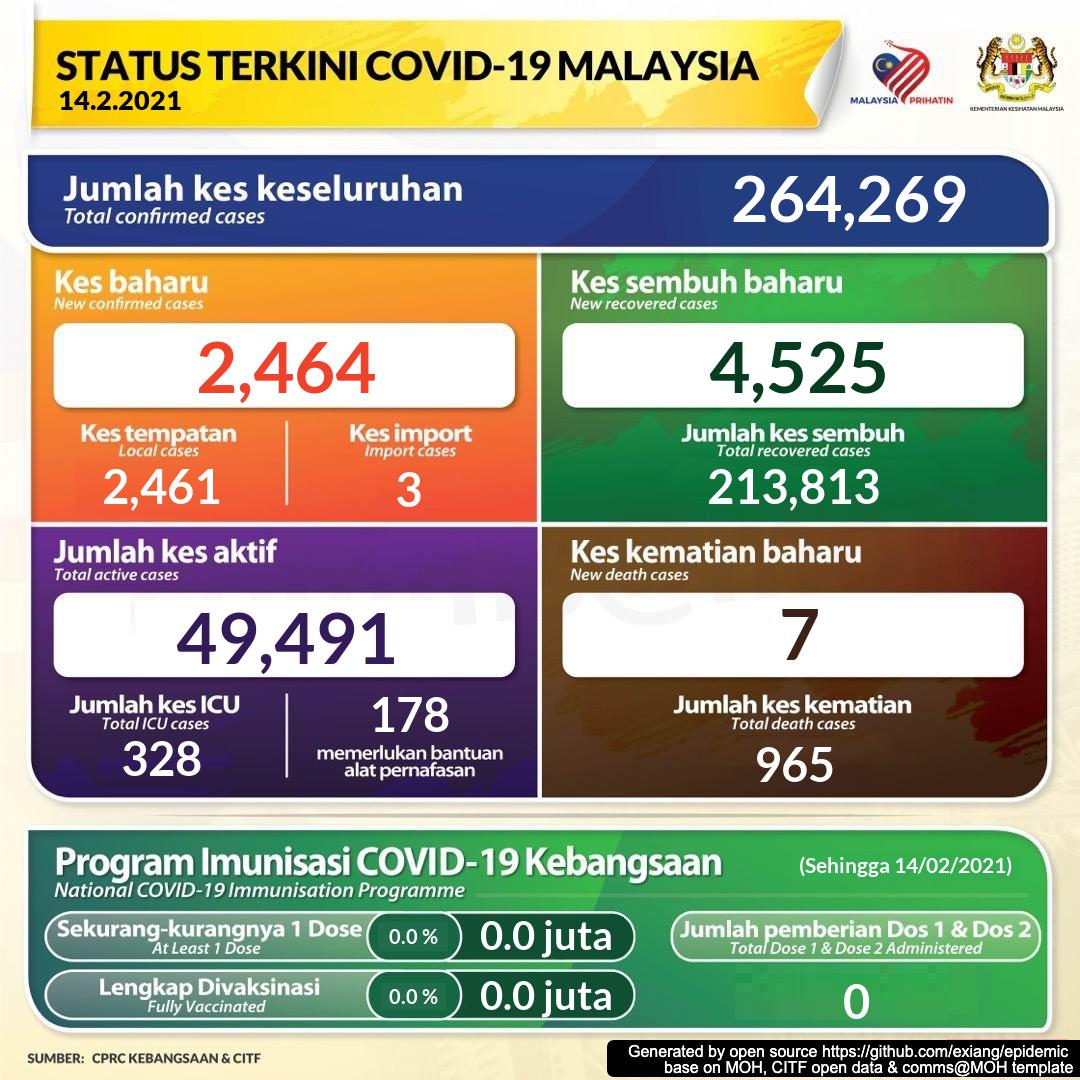 STATUS TERKINI COVID-19 MALAYSIA
14.2.2021
MALAYSIA PRIHATIN
KEMENTERIAN KESIHATAN MALAYSIA
Jumlah kes keseluruhan
Total confirmed cases
264,269
Kes baharu
New confirmed cases
2,464
Kes tempatan
Local cases
2,461
Kes import
Import cases
3
Kes sembuh baharu
New recovered cases
4,525
Jumlah kes sembuh
Total recovered cases
213,813
Jumlah kes aktif
Total active cases
49,491
Jumlah kes ICU
Total ICU cases
328
178
memerlukan bantuan
alat pernafasan
Kes kematian baharu
New death cases
7
Jumlah kes kematian
Total death cases
965
Program Imunisasi COVID-19 Kebangsaan
National COVID-19 Immunisation Programme
(Sehingga 14/02/2021)
Sekurang-kurangnya 1 Dose
At Least 1 Dose
0.0 %
0.0 juta
Lengkap Divaksinasi
Fully Vaccinated
0.0 %
0.0 juta
Jumlah pemberian Dos 1 & Dos 2
Total Dose 1 & Dose 2 Administered
0
SUMBER: CPRC KEBANGSAAN & CITF
Generated by open source https://github.com/exiang/epidemic
base on MOH, CITF open data & comms@MOH template